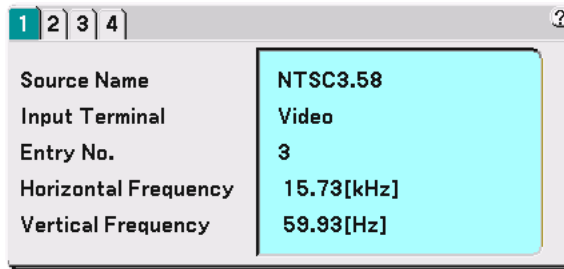 1 2 3 4 ?
Source Name NTSC3.58
Input Terminal Video
Entry No. 3
Horizontal Frequency 15.73[kHz]
Vertical Frequency 59.93[Hz]